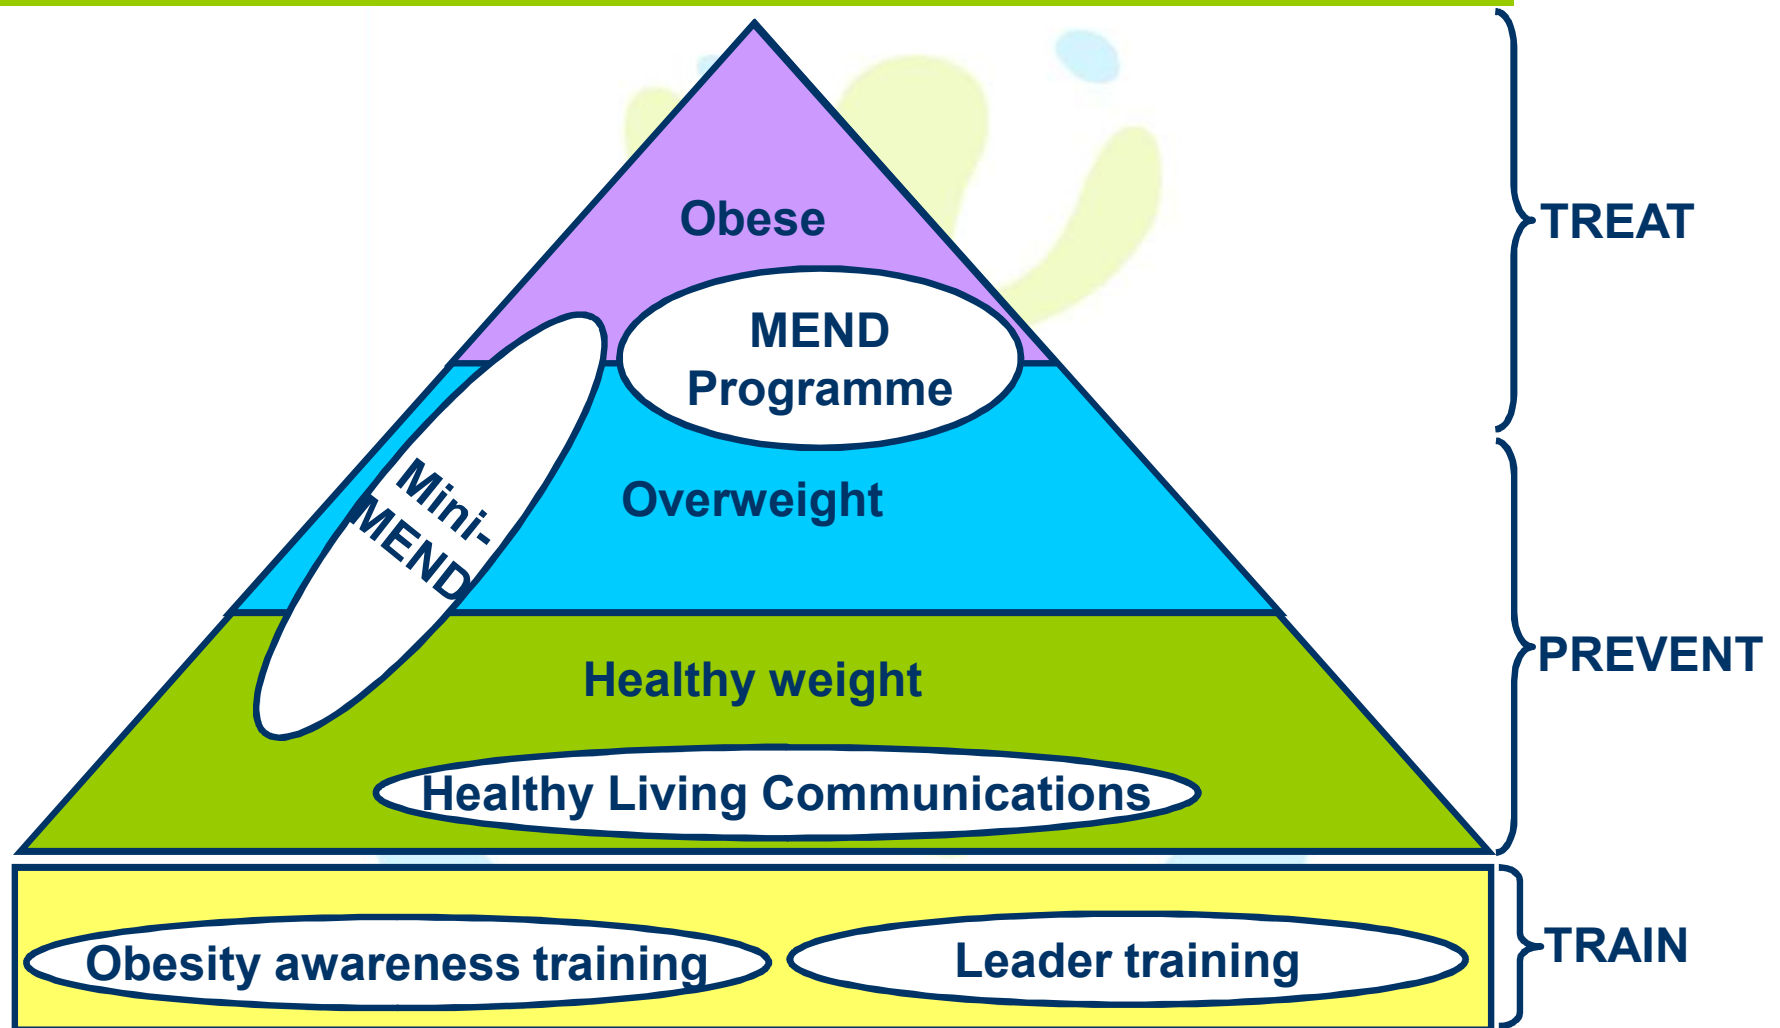 Obese
TREAT
MEND
Programme
Mini-
MEND
Overweight
PREVENT
Healthy weight
Healthy Living Communications
Obesity awareness training
Leader training
TRAIN